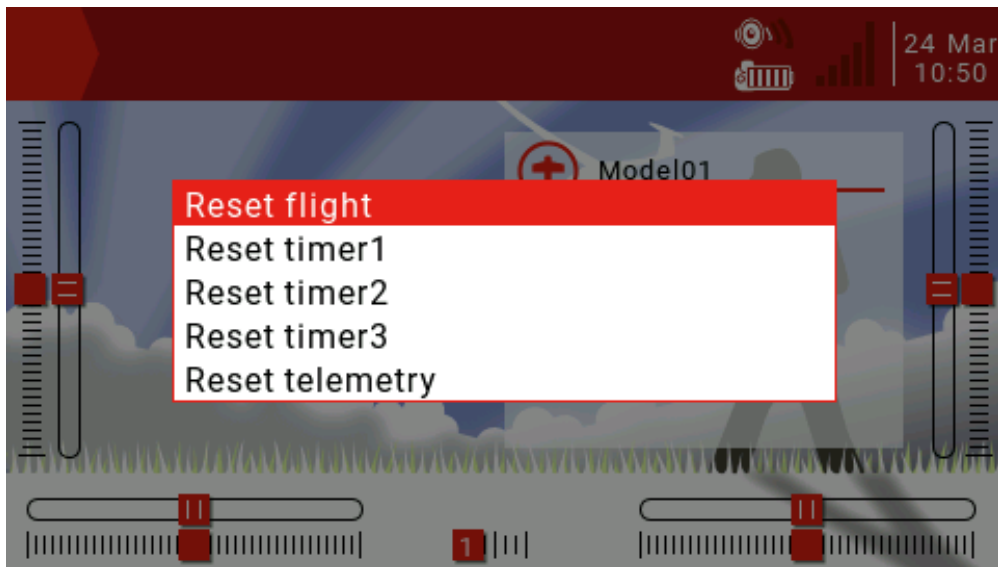 24 Mar
10:50
Model01
Reset flight
Reset timer1
Reset timer2
Reset timer3
Reset telemetry
1